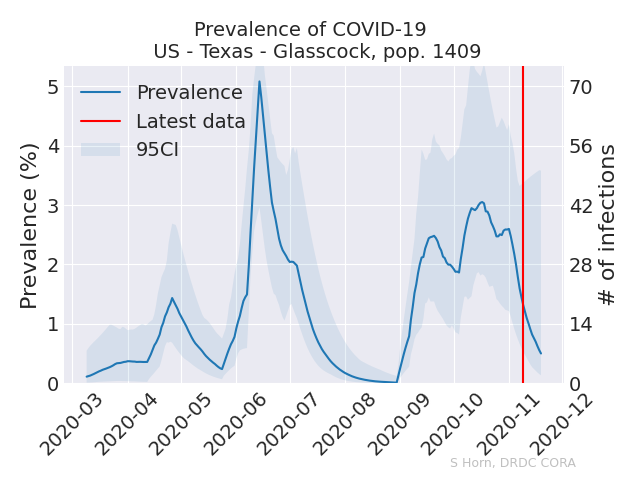 Prevalence of COVID-19
US - Texas - Glasscock, pop. 1409
Prevalence
Latest data
95CI
Prevalence (%)
5
4
3
2
1
0
# of infections
70
56
42
28
14
0
2020-03
2020-04
2020-05
2020-06
2020-07
2020-08
2020-09
2020-10
2020-11
2020-12
S Horn, DRDC CORA